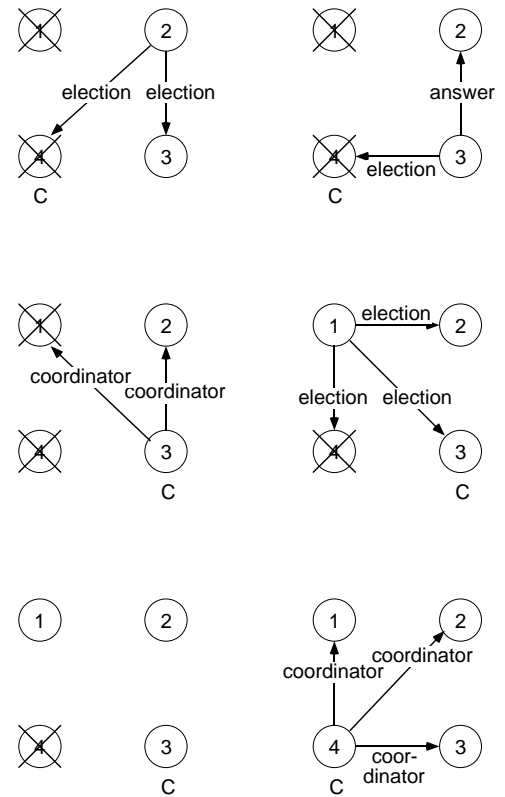 1 2
election election
4 3
C
1 2
answer
4 election 3
C
1 2
coordinator coordinator
4 3
C
1 election 2
election election
4 3
C
1 2
4 3
C
1 2
coordinator coordinator
4 coor- 3
dinator
C